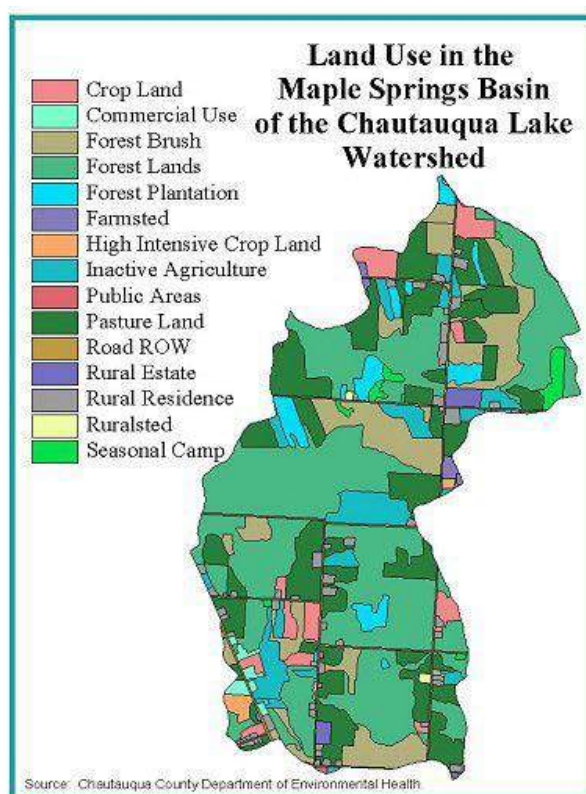 Land Use in the
Maple Springs Basin
of the Chautauqua Lake
Watershed
Crop Land
Commercial Use
Forest Brush
Forest Lands
Forest Plantation
Farmsted
High Intensive Crop Land
Inactive Agriculture
Public Areas
Pasture Land
Road ROW
Rural Estate
Rural Residence
Ruralsted
Seasonal Camp
Source: Chautauqua County Department of Environmental Health